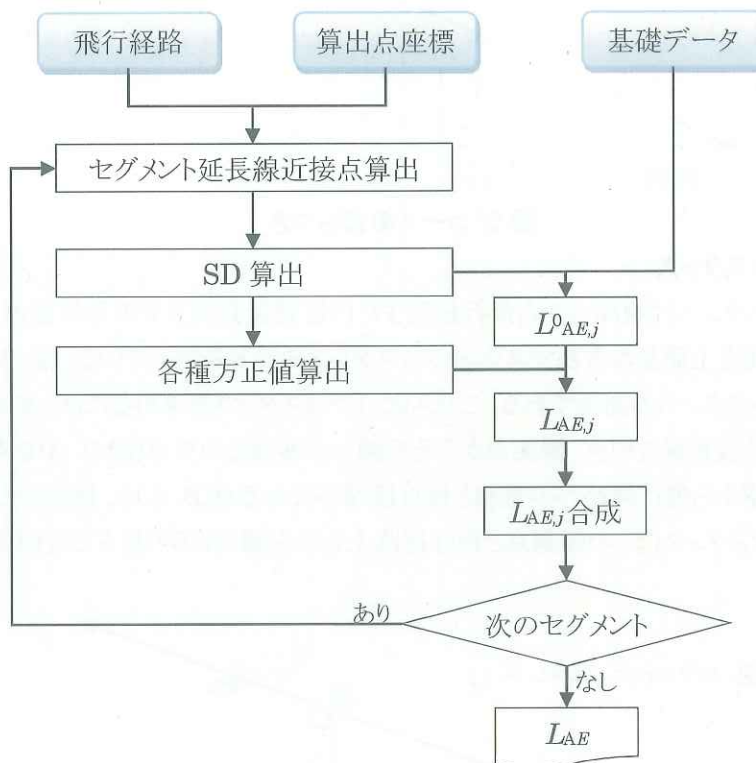 飛行経路
算出点座標
基礎データ
セグメント延長線近接点算出
SD 算出
L⁰AE,j
各種方正値算出
LAE,j
LAE,j 合成
あり
次のセグメント
なし
LAE